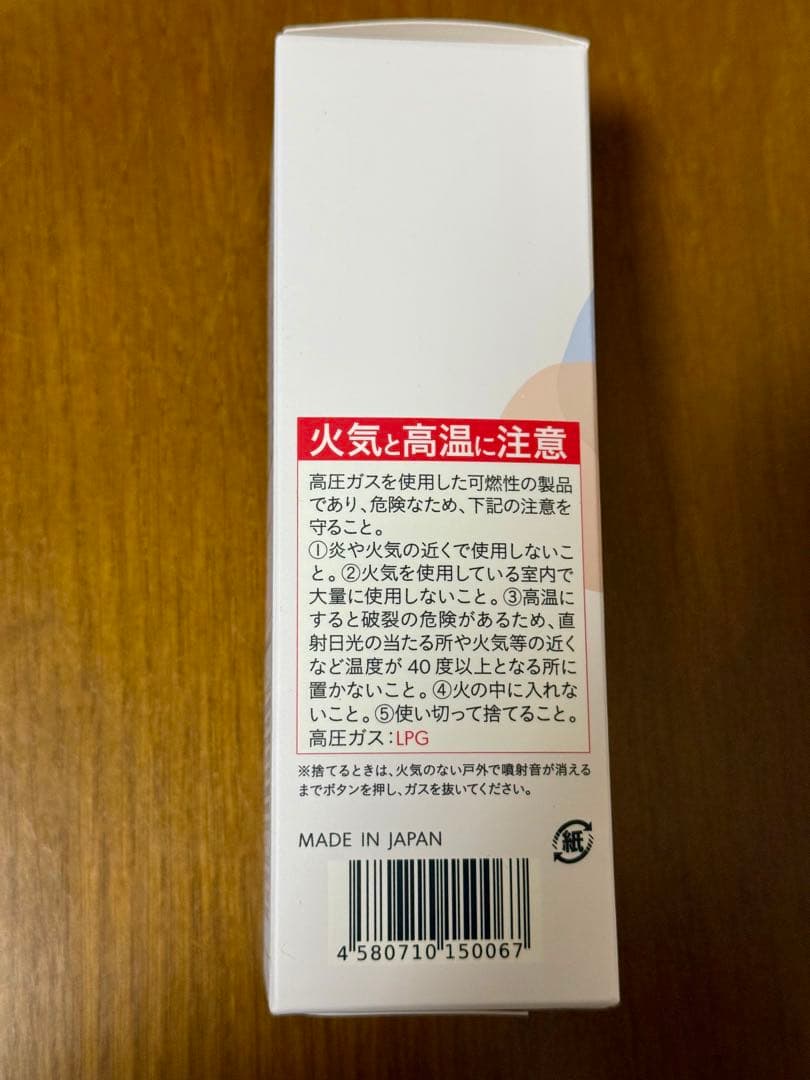 火気と高温に注意
高圧ガスを使用した可燃性の製品
であり、危険なため、下記の注意を
守ること。
①炎や火気の近くで使用しないこ
と。②火気を使用している室内で
大量に使用しないこと。③高温に
すると破裂の危険があるため、直
射日光の当たる所や火気等の近く
など温度が 40 度以上となる所に
置かないこと。④火の中に入れな
いこと。⑤使い切って捨てること。
高圧ガス：LPG
※捨てるときは、火気のない戸外で噴射音が消える
までボタンを押し、ガスを抜いてください。
MADE IN JAPAN
紙
4 580710 150067